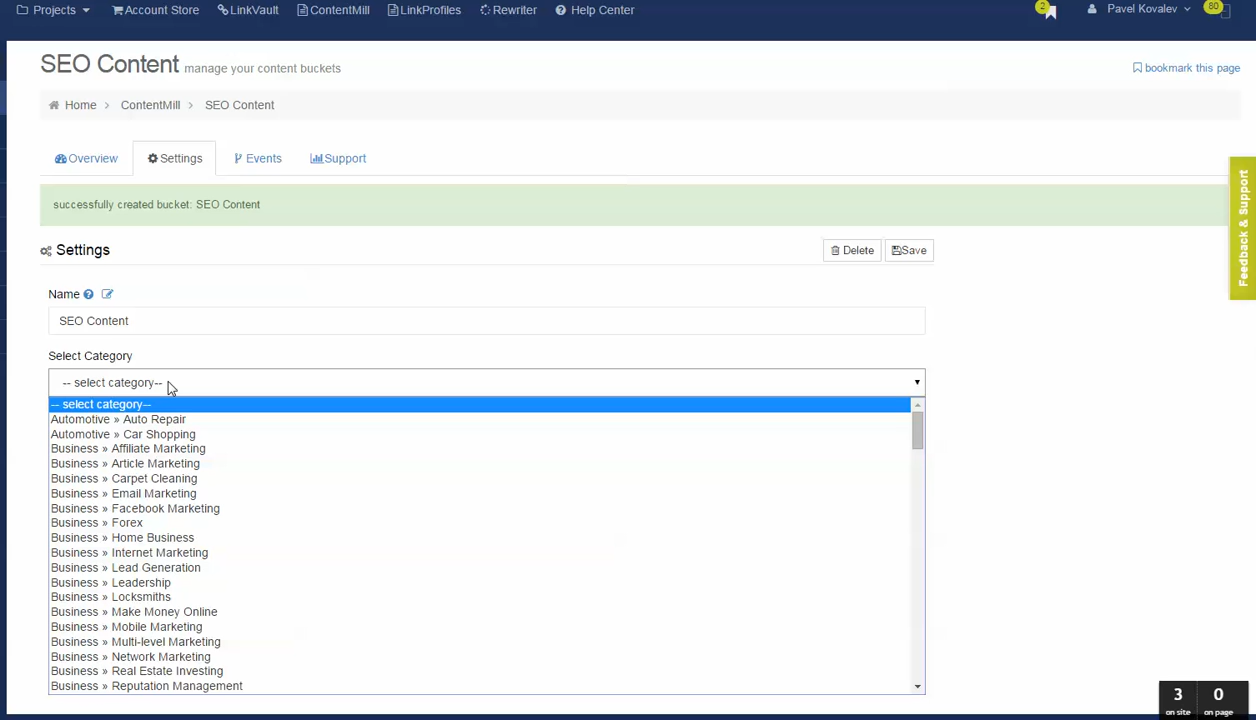 Projects Account Store LinkVault ContentMill LinkProfiles Rewriter Help Center 2 Pavel Kovalev 80
SEO Content manage your content buckets
bookmark this page
Home > ContentMill > SEO Content
Overview Settings Events Support
successfully created bucket: SEO Content
Feedback & Support
Settings
Delete Save
Name
SEO Content
Select Category
-- select category--
-- select category--
Automotive » Auto Repair
Automotive » Car Shopping
Business » Affiliate Marketing
Business » Article Marketing
Business » Carpet Cleaning
Business » Email Marketing
Business » Facebook Marketing
Business » Forex
Business » Home Business
Business » Internet Marketing
Business » Lead Generation
Business » Leadership
Business » Locksmiths
Business » Make Money Online
Business » Mobile Marketing
Business » Multi-level Marketing
Business » Network Marketing
Business » Real Estate Investing
Business » Reputation Management
3 0
on site on page